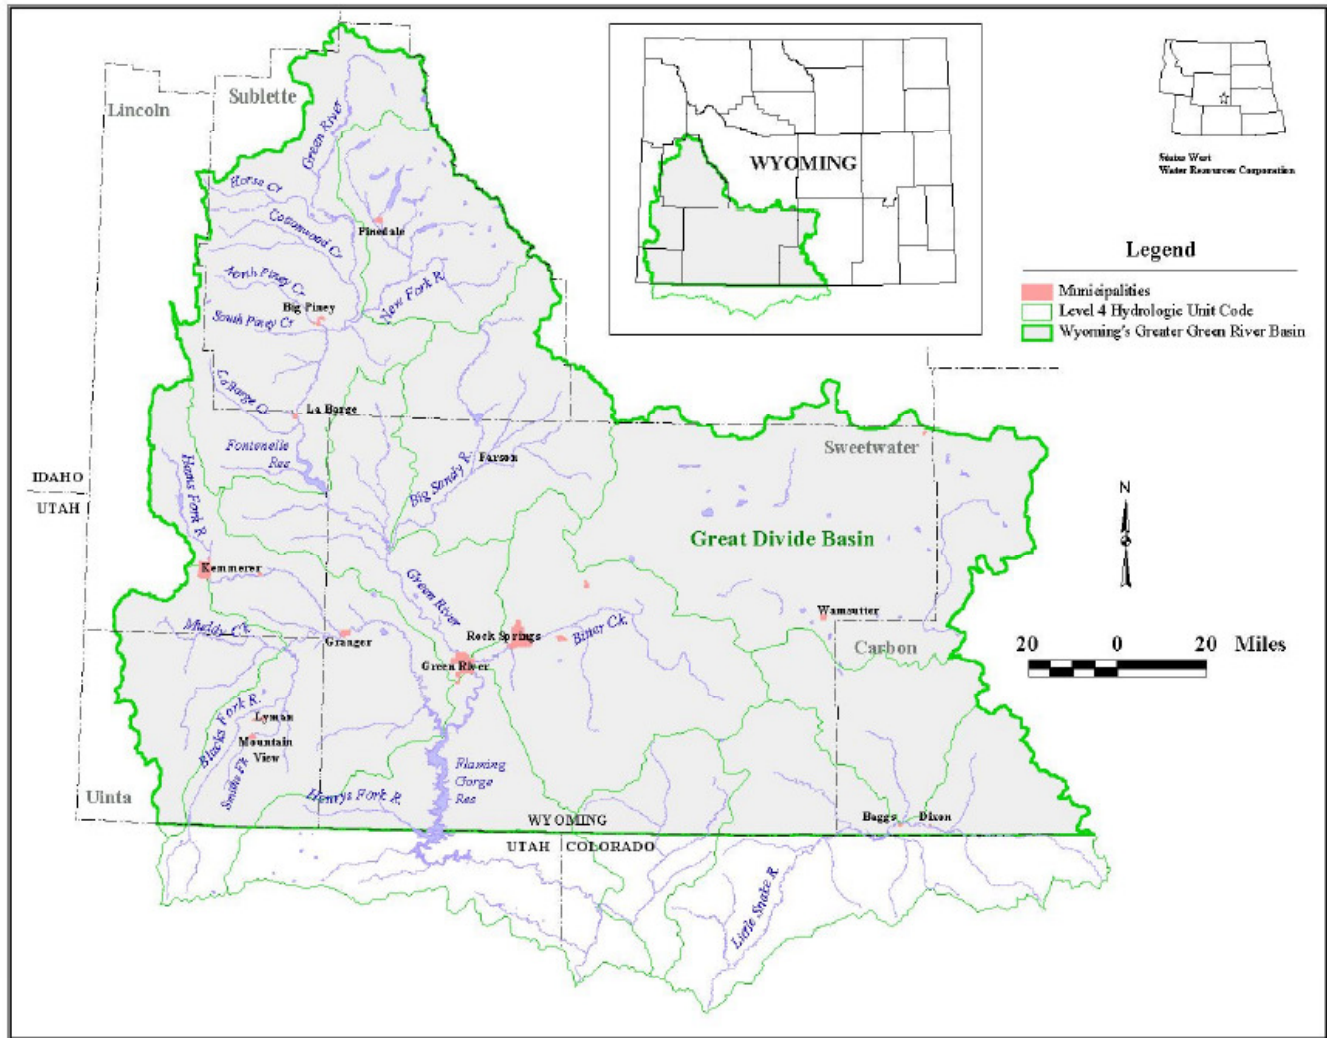 Lincoln
Sublette
Green River
Horse Cr
Cottonwood Cr
Pinedale
North Piney Cr
Big Piney
New Fork R.
South Piney Cr
La Barge Cr
La Barge
Fontenelle
Res
Hams Fork R
Big Sandy R.
Farson
IDAHO
UTAH
Kemmerer
Green River
Great Divide Basin
Sweetwater
Muddy Ck.
Granger
Rock Springs
Bitter Ck.
Green River
Wamsutter
Carbon
Blacks Fork R.
Lyman
Mountain
View
Smiths Fk
Uinta
Henrys Fork R.
Flaming
Gorge
Res
WYOMING
UTAH
COLORADO
Baggs
Dixon
Little Snake R.
WYOMING
States West
Water Resources Corporation
Legend
Municipalities
Level 4 Hydrologic Unit Code
Wyoming's Greater Green River Basin
N
20 0 20 Miles